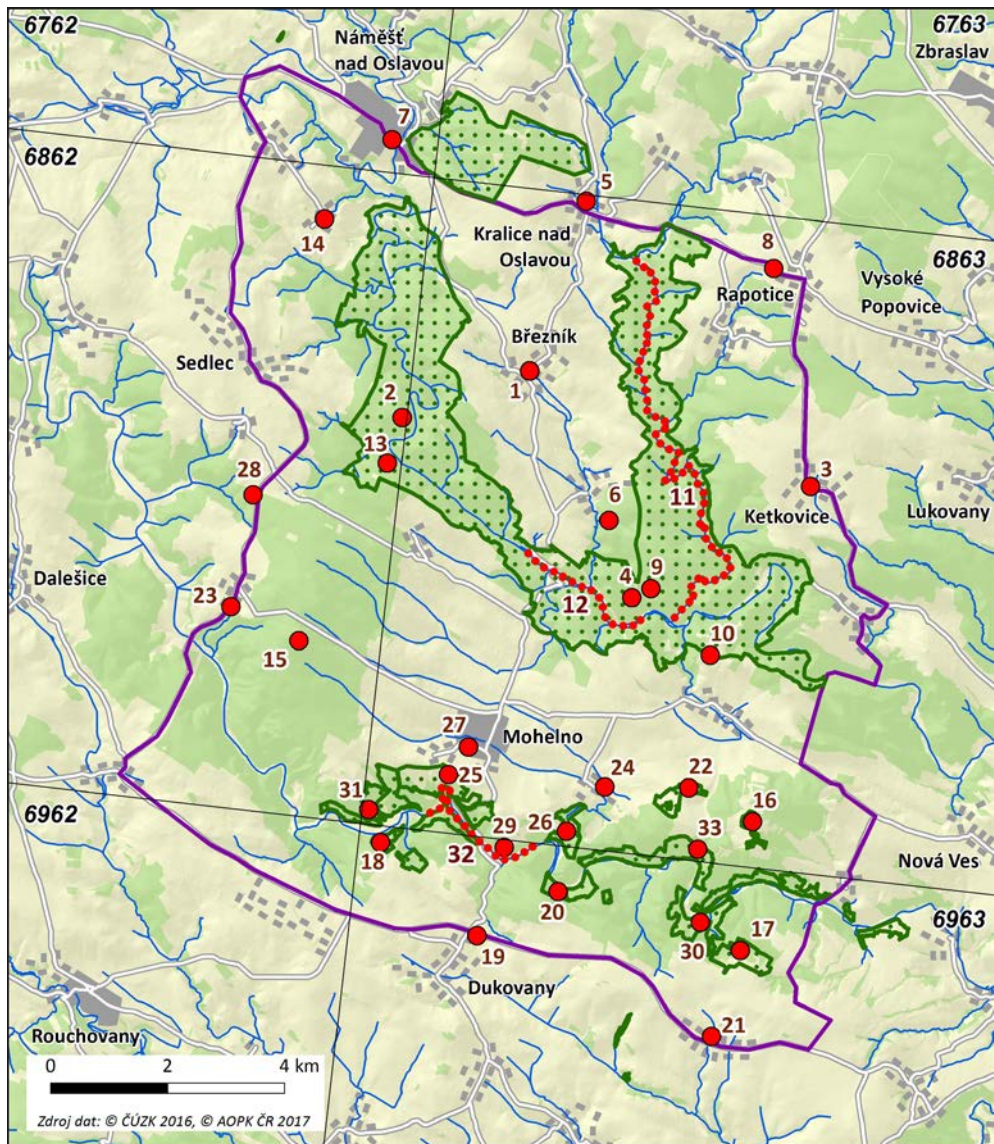 6762
6763
Náměšť
nad Oslavou
Zbraslav
7
6862
5
14
Kralice nad
Oslavou
8
6863
Rapotice
Vysoké
Popovice
Březník
Sedlec
1
2
13
28
3
11
6
Ketkovice
Lukovany
Dalešice
4
9
23
12
15
10
27
Mohelno
25
24
22
31
16
6962
26
29
33
18
32
Nová Ves
20
6963
17
30
19
Dukovany
21
Rouchovany
0 2 4 km
Zdroj dat: © ČÚZK 2016, © AOPK ČR 2017